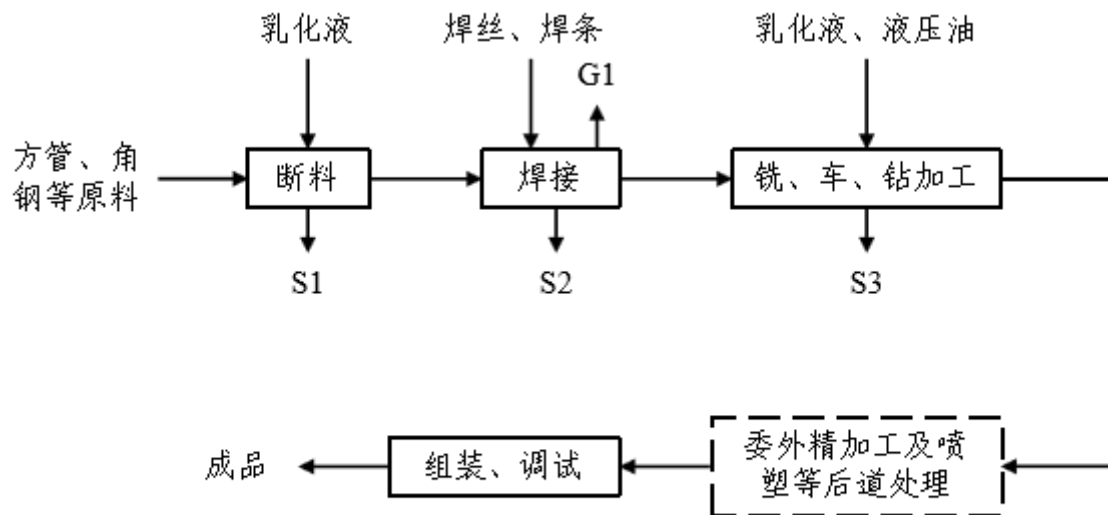 乳化液
焊丝、焊条
乳化液、液压油
G1
方管、角
钢等原料
断料
焊接
铣、车、钻加工
S1
S2
S3
成品
组装、调试
委外精加工及喷
塑等后道处理